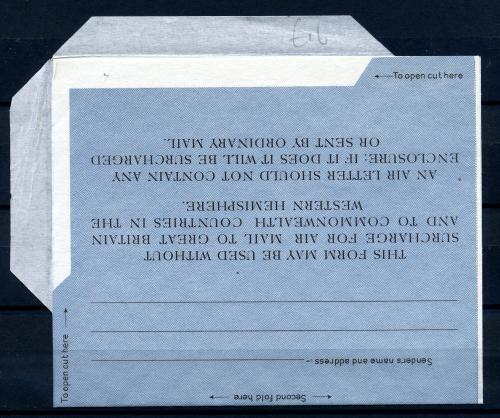 £16
To open cut here
Second fold here
Sender's name and address
THIS FORM MAY BE USED WITHOUT
SURCHARGE FOR AIR MAIL TO GREAT BRITAIN
AND TO COMMONWEALTH COUNTRIES IN THE
WESTERN HEMISPHERE.
AN AIR LETTER SHOULD NOT CONTAIN ANY
ENCLOSURE: IF IT DOES IT WILL BE SURCHARGED
OR SENT BY ORDINARY MAIL.
To open cut here